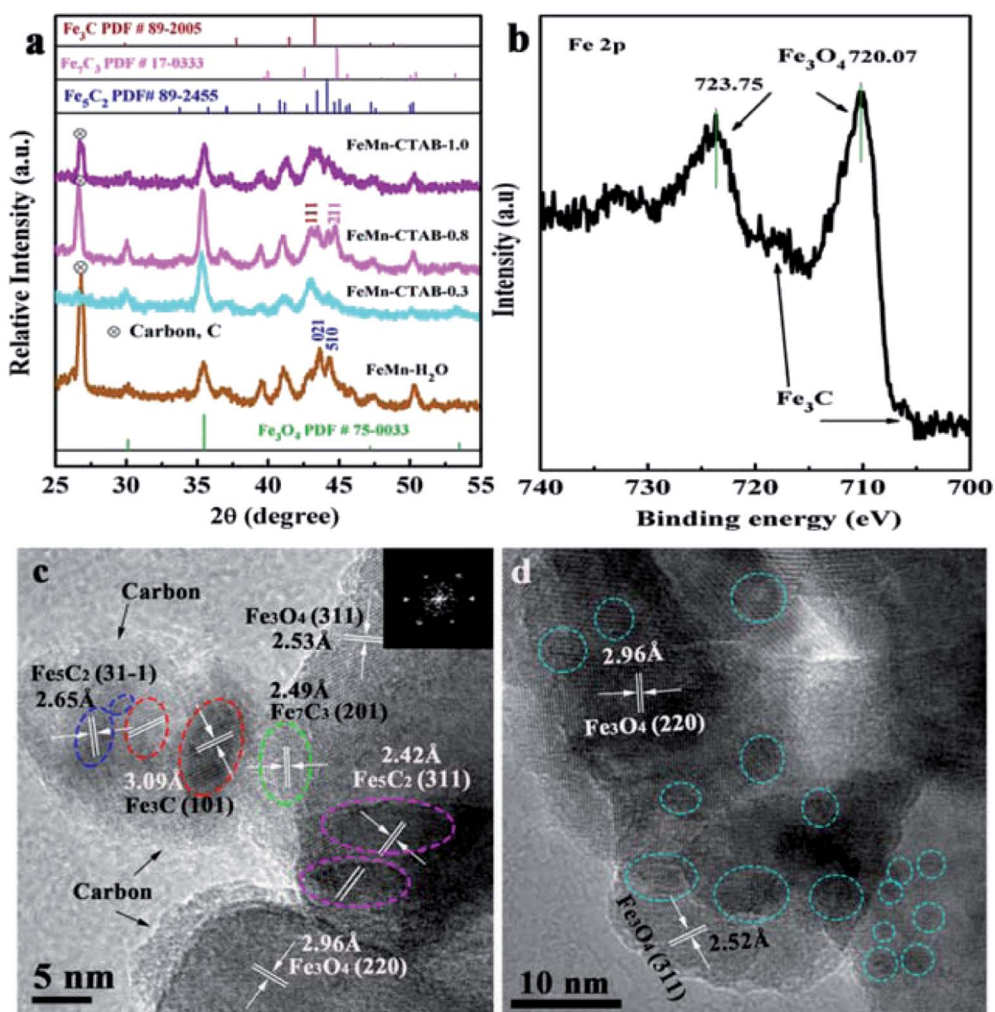 a
Fe3C PDF # 89-2005
Fe7C3 PDF # 17-0333
Fe5C2 PDF# 89-2455
FeMn-CTAB-1.0
111
211
FeMn-CTAB-0.8
FeMn-CTAB-0.3
⊗ Carbon, C
021
510
FeMn-H2O
Fe3O4 PDF # 75-0033
Relative Intensity (a.u.)
25 30 35 40 45 50 55
2θ (degree)
b
Fe 2p
Fe3O4 720.07
723.75
Fe3C
Intensity (a.u)
740 730 720 710 700
Binding energy (eV)
c
Carbon
Fe3O4 (311)
2.53Å
Fe5C2 (31-1)
2.65Å
2.49Å
Fe7C3 (201)
3.09Å
Fe3C (101)
2.42Å
Fe5C2 (311)
Carbon
2.96Å
Fe3O4 (220)
5 nm
d
2.96Å
Fe3O4 (220)
Fe3O4 (311)
2.52Å
10 nm